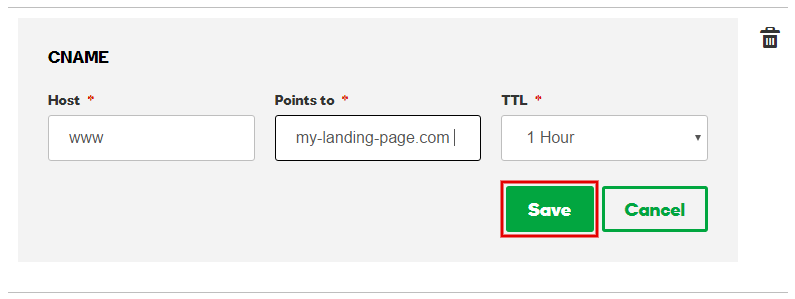 CNAME
Host * Points to * TTL *
www my-landing-page.com 1 Hour
Save Cancel